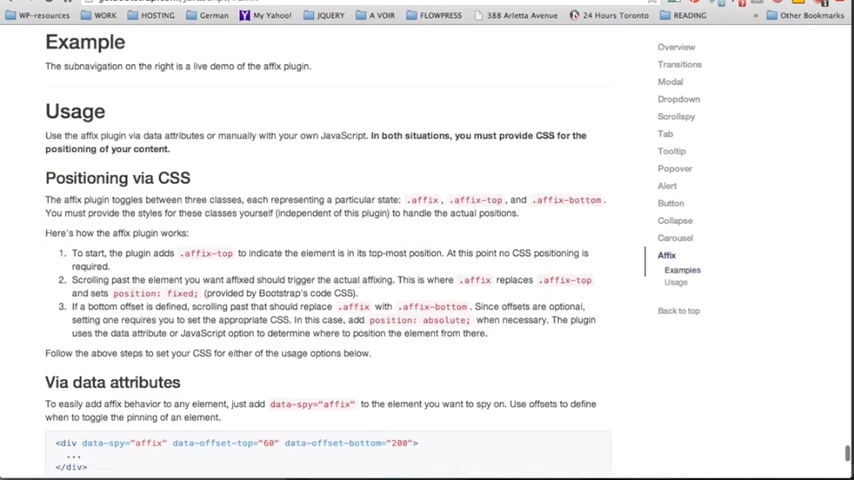 WP-resources WORK HOSTING German My Yahoo! JQUERY A VOIR FLOWPRESS 388 Arletta Avenue 24 Hours Toronto READING » Other Bookmarks
Example
The subnavigation on the right is a live demo of the affix plugin.
Usage
Use the affix plugin via data attributes or manually with your own JavaScript. In both situations, you must provide CSS for the
positioning of your content.
Positioning via CSS
The affix plugin toggles between three classes, each representing a particular state: .affix, .affix-top, and .affix-bottom.
You must provide the styles for these classes yourself (independent of this plugin) to handle the actual positions.
Here's how the affix plugin works:
1. To start, the plugin adds .affix-top to indicate the element is in its top-most position. At this point no CSS positioning is
required.
2. Scrolling past the element you want affixed should trigger the actual affixing. This is where .affix replaces .affix-top
and sets position: fixed; (provided by Bootstrap's code CSS).
3. If a bottom offset is defined, scrolling past that should replace .affix with .affix-bottom. Since offsets are optional,
setting one requires you to set the appropriate CSS. In this case, add position: absolute; when necessary. The plugin
uses the data attribute or JavaScript option to determine where to position the element from there.
Follow the above steps to set your CSS for either of the usage options below.
Via data attributes
To easily add affix behavior to any element, just add data-spy="affix" to the element you want to spy on. Use offsets to define
when to toggle the pinning of an element.
<div data-spy="affix" data-offset-top="60" data-offset-bottom="200">
...
</div>
Overview
Transitions
Modal
Dropdown
Scrollspy
Tab
Tooltip
Popover
Alert
Button
Collapse
Carousel
Affix
Examples
Usage
Back to top